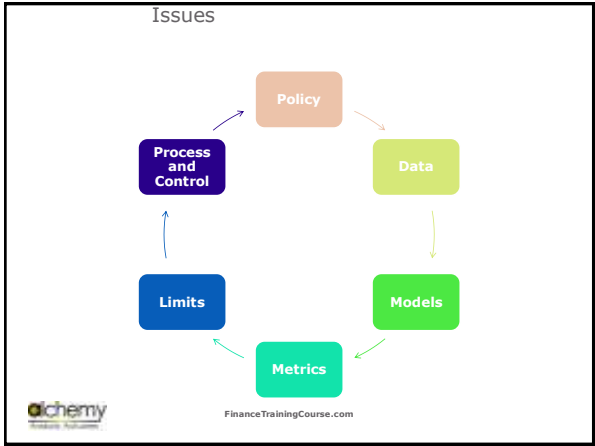 Issues
Policy
Data
Models
Metrics
Limits
Process
and
Control
alchemy
FinanceTrainingCourse.com